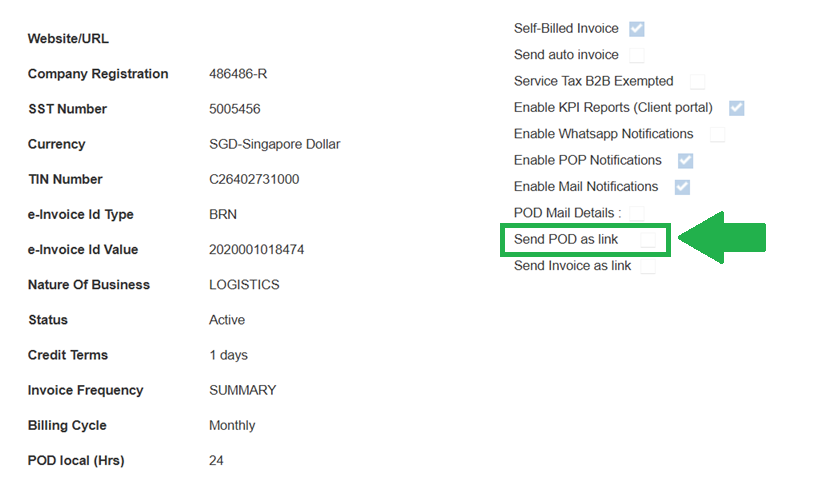 Website/URL
Company Registration 486486-R
SST Number 5005456
Currency SGD-Singapore Dollar
TIN Number C26402731000
e-Invoice Id Type BRN
e-Invoice Id Value 2020001018474
Nature Of Business LOGISTICS
Status Active
Credit Terms 1 days
Invoice Frequency SUMMARY
Billing Cycle Monthly
POD local (Hrs) 24
Self-Billed Invoice
Send auto invoice
Service Tax B2B Exempted
Enable KPI Reports (Client portal)
Enable Whatsapp Notifications
Enable POP Notifications
Enable Mail Notifications
POD Mail Details :
Send POD as link
Send Invoice as link